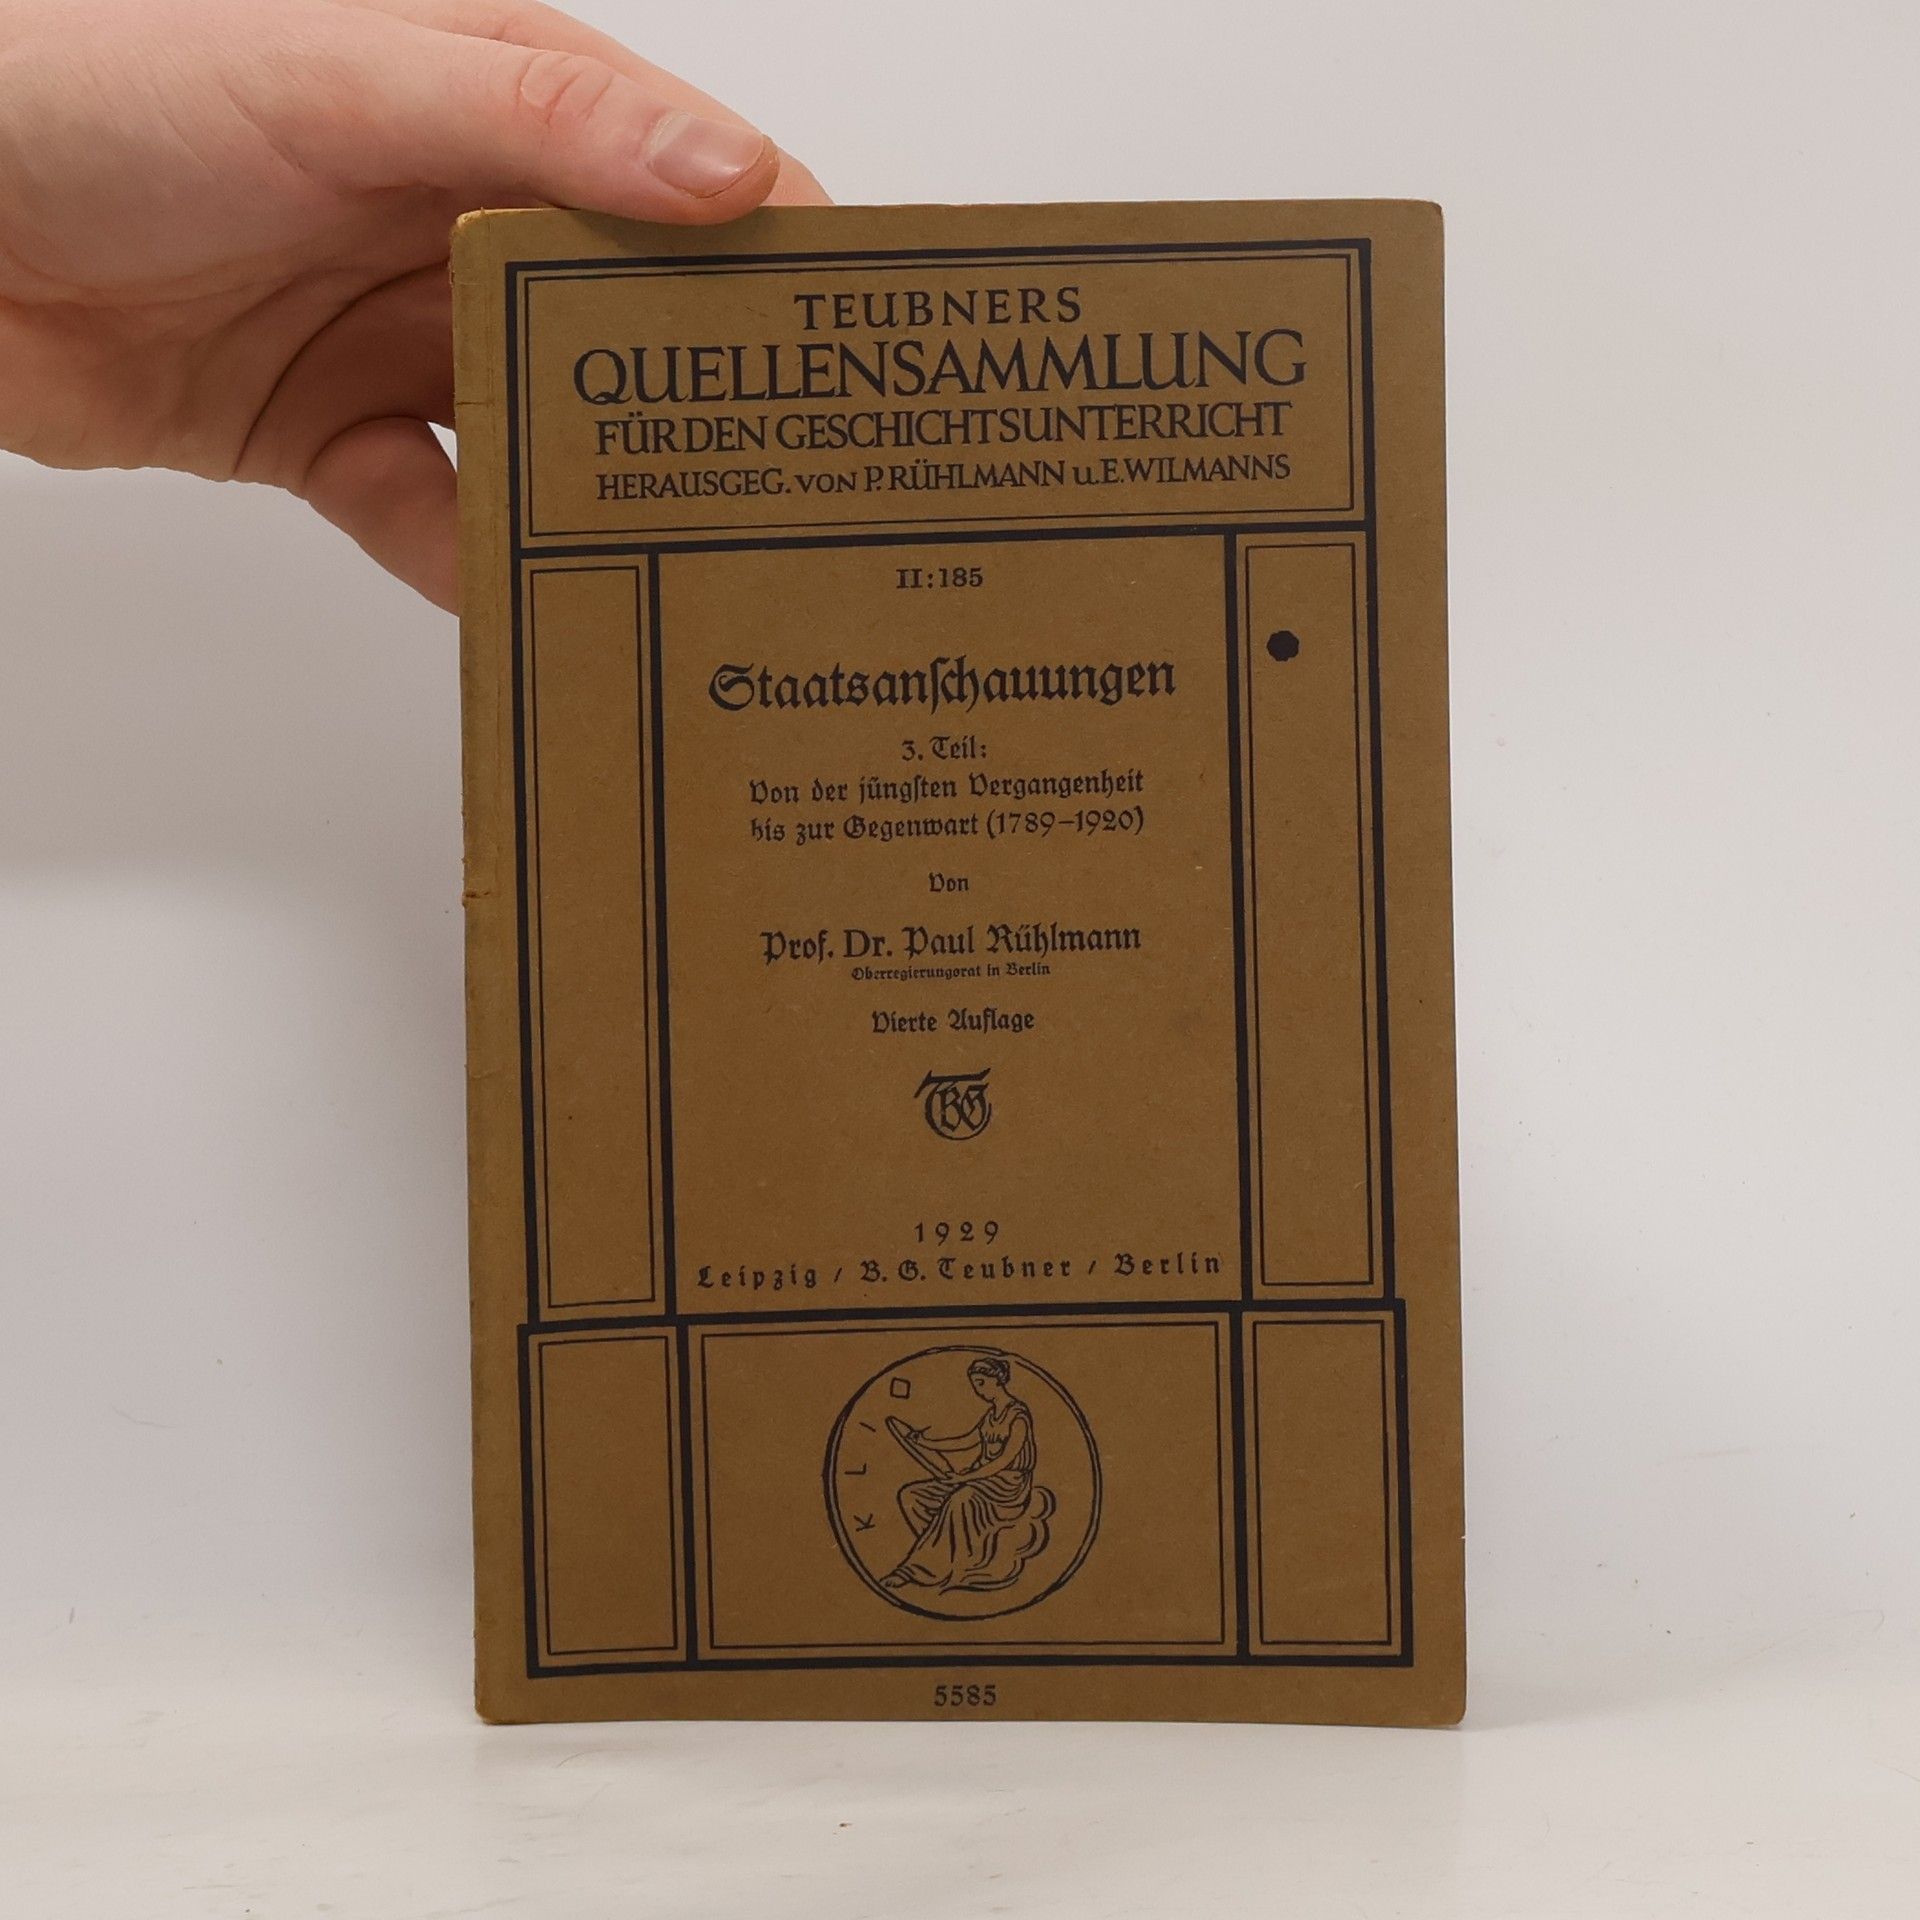 TEUBNERS
QUELLENSAMMLUNG
FÜR DEN GESCHICHTSUNTERRICHT
HERAUSGEG. VON P. RÜHLMANN u. E. WILMANNS
II:185
Staatsanſchauungen
3. Teil:
Von der jüngſten Vergangenheit
bis zur Gegenwart (1789–1920)
Von
Prof. Dr. Paul Rühlmann
Oberregierungsrat in Berlin
Vierte Auflage
1929
Leipzig / B. G. Teubner / Berlin
KLIO
5585